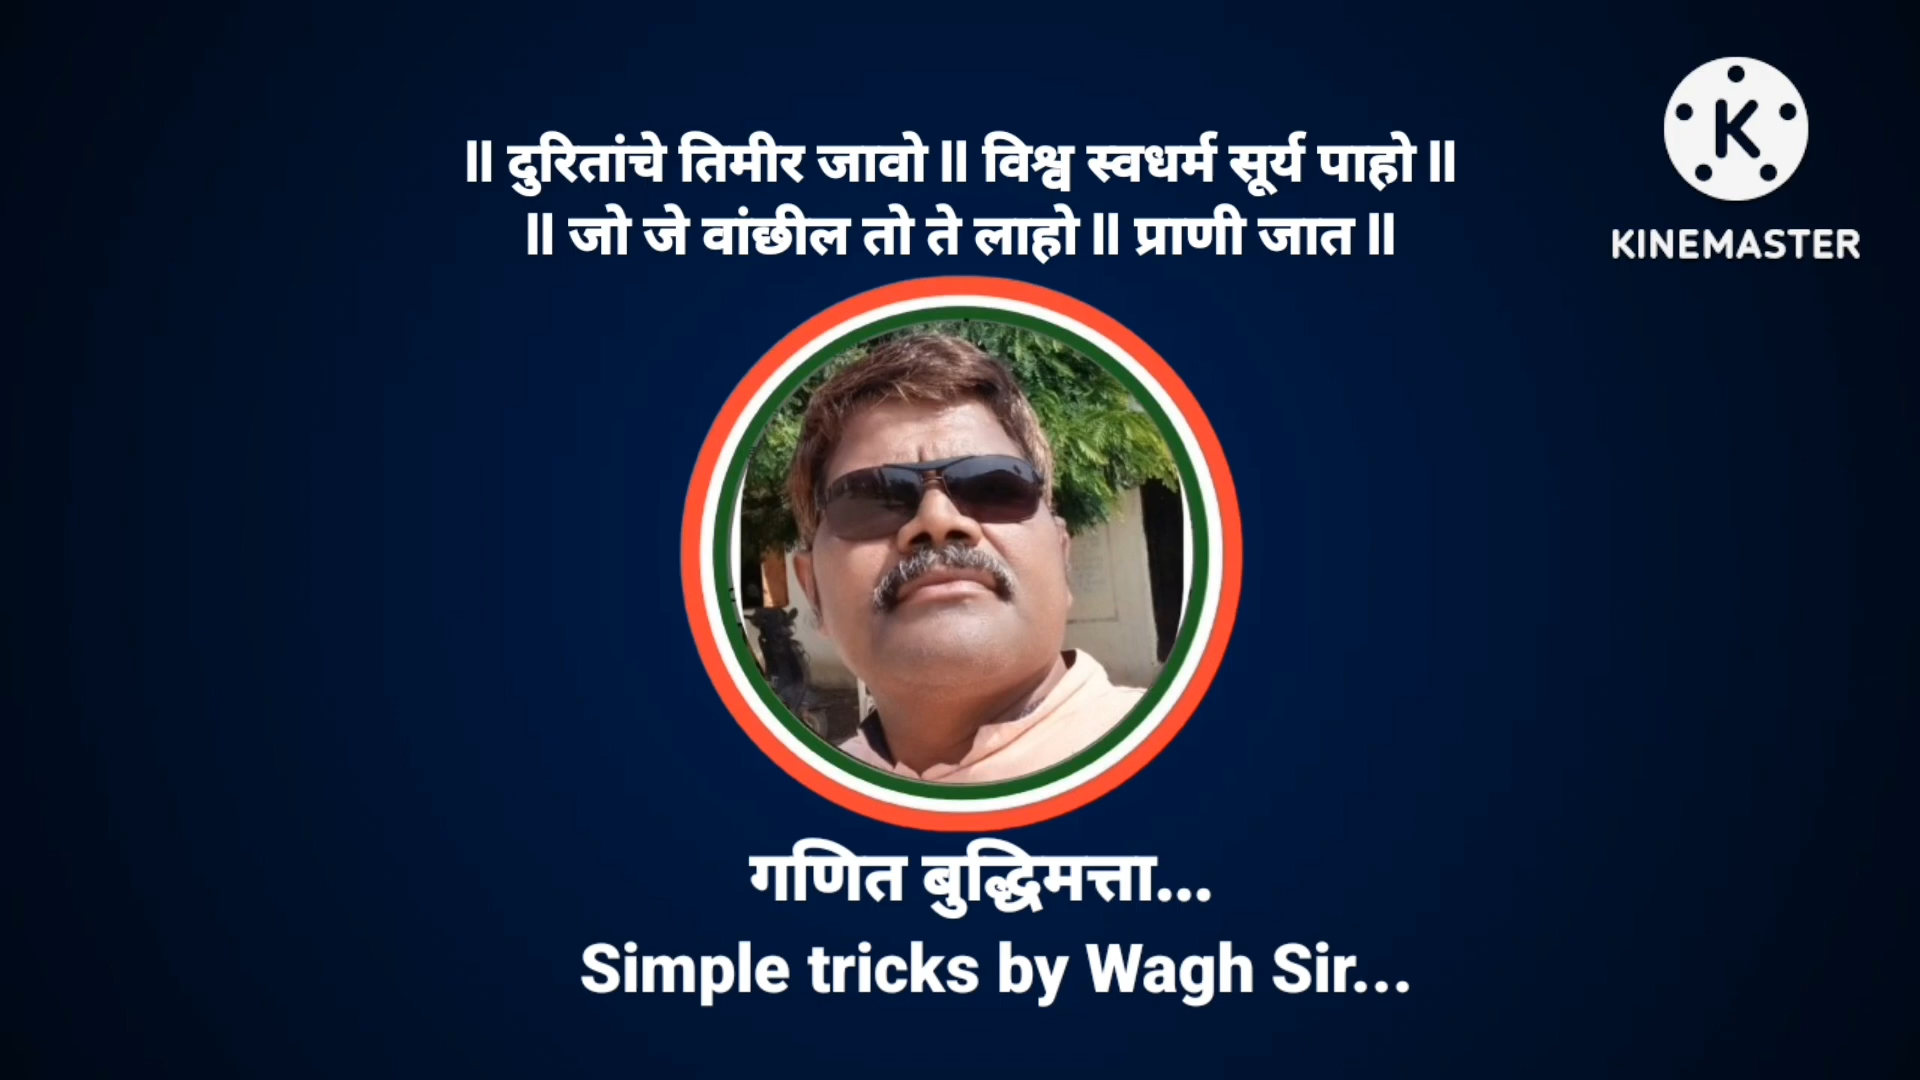 ॥ दुरितांचे तिमीर जावो ॥ विश्व स्वधर्म सूर्य पाहो ॥
॥ जो जे वांछील तो ते लाहो ॥ प्राणी जात ॥
K
KINEMASTER
गणित बुद्धिमत्ता...
Simple tricks by Wagh Sir...